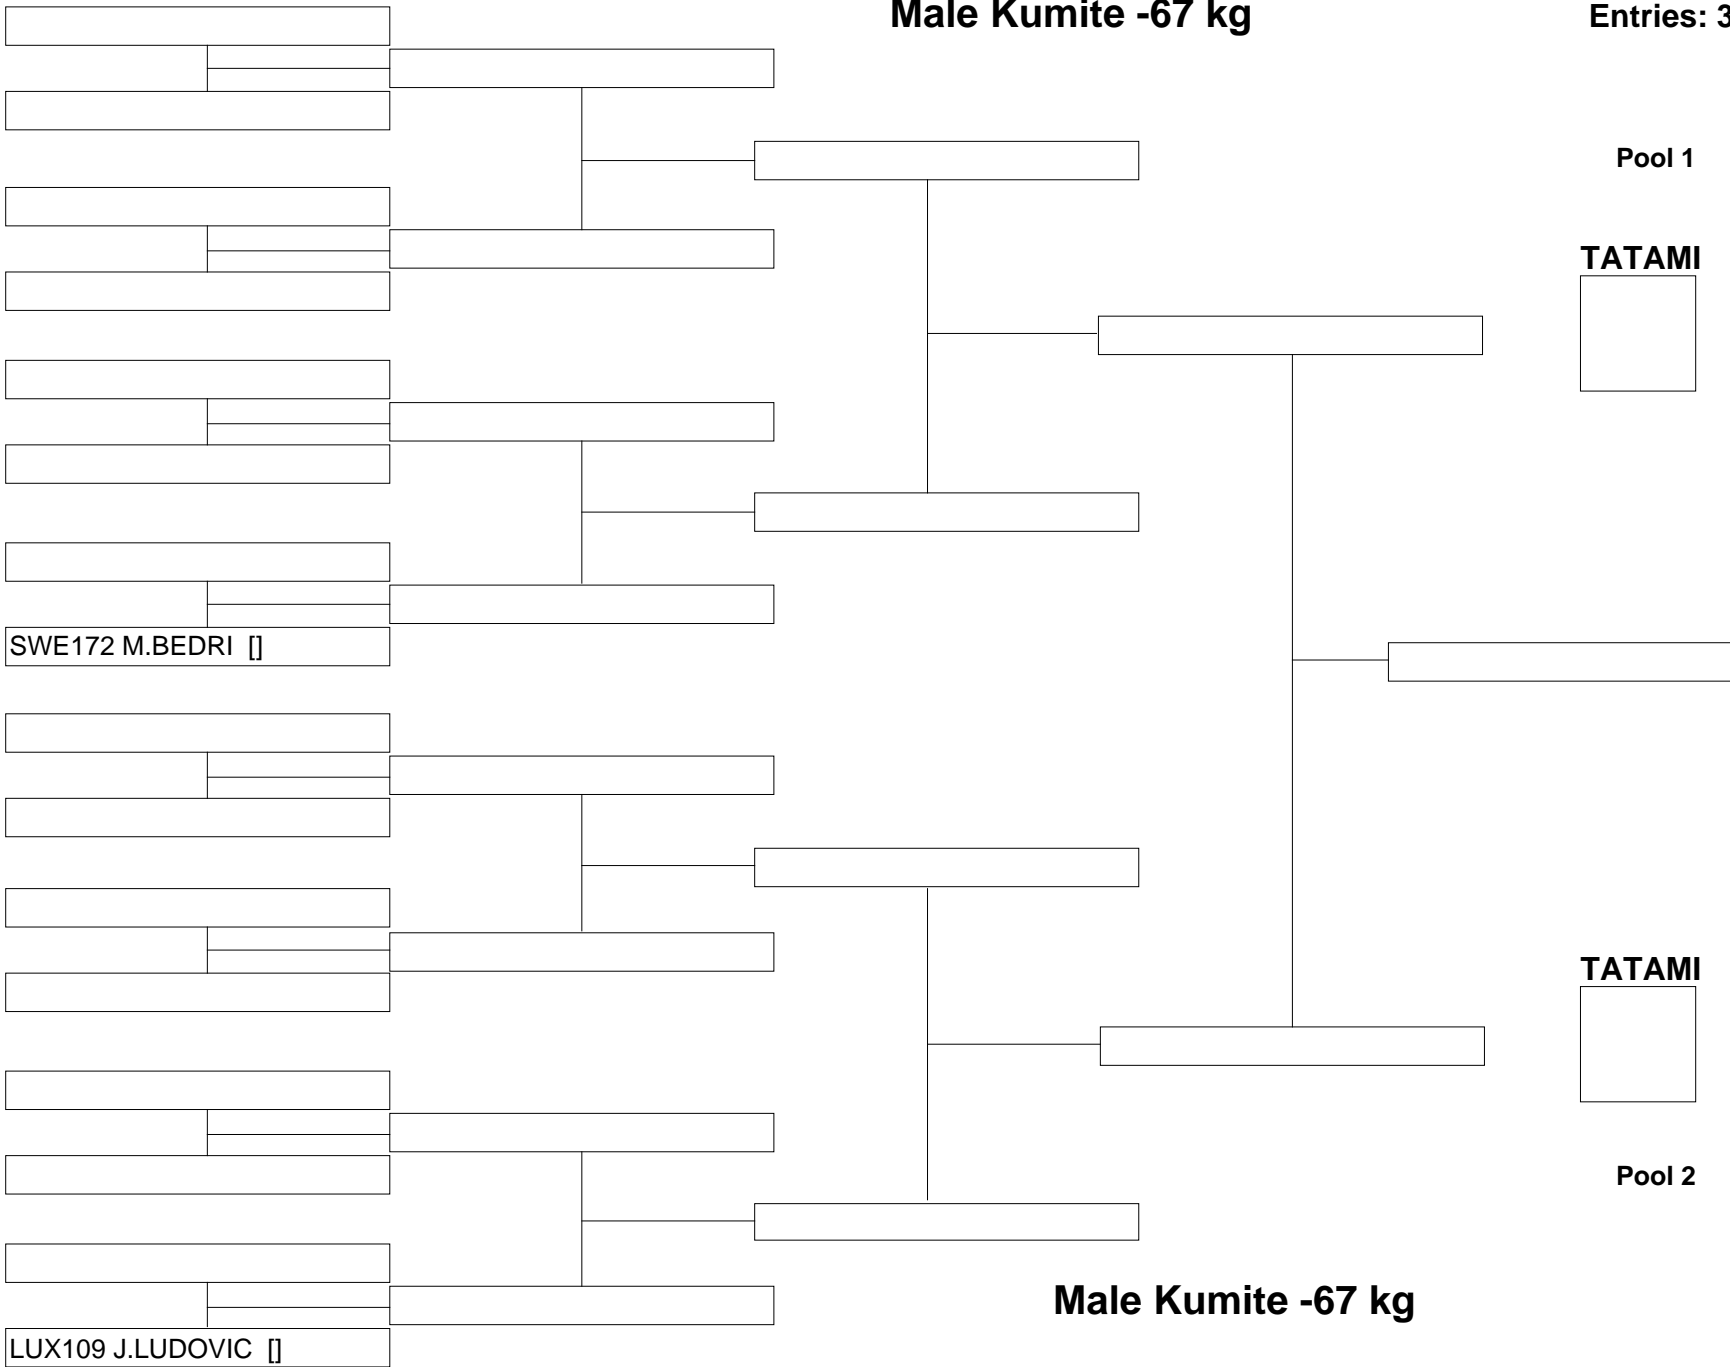 Male Kumite -67 kg
Entries: 3
Pool 1
TATAMI
SWE172 M.BEDRI []
TATAMI
Pool 2
Male Kumite -67 kg
LUX109 J.LUDOVIC []